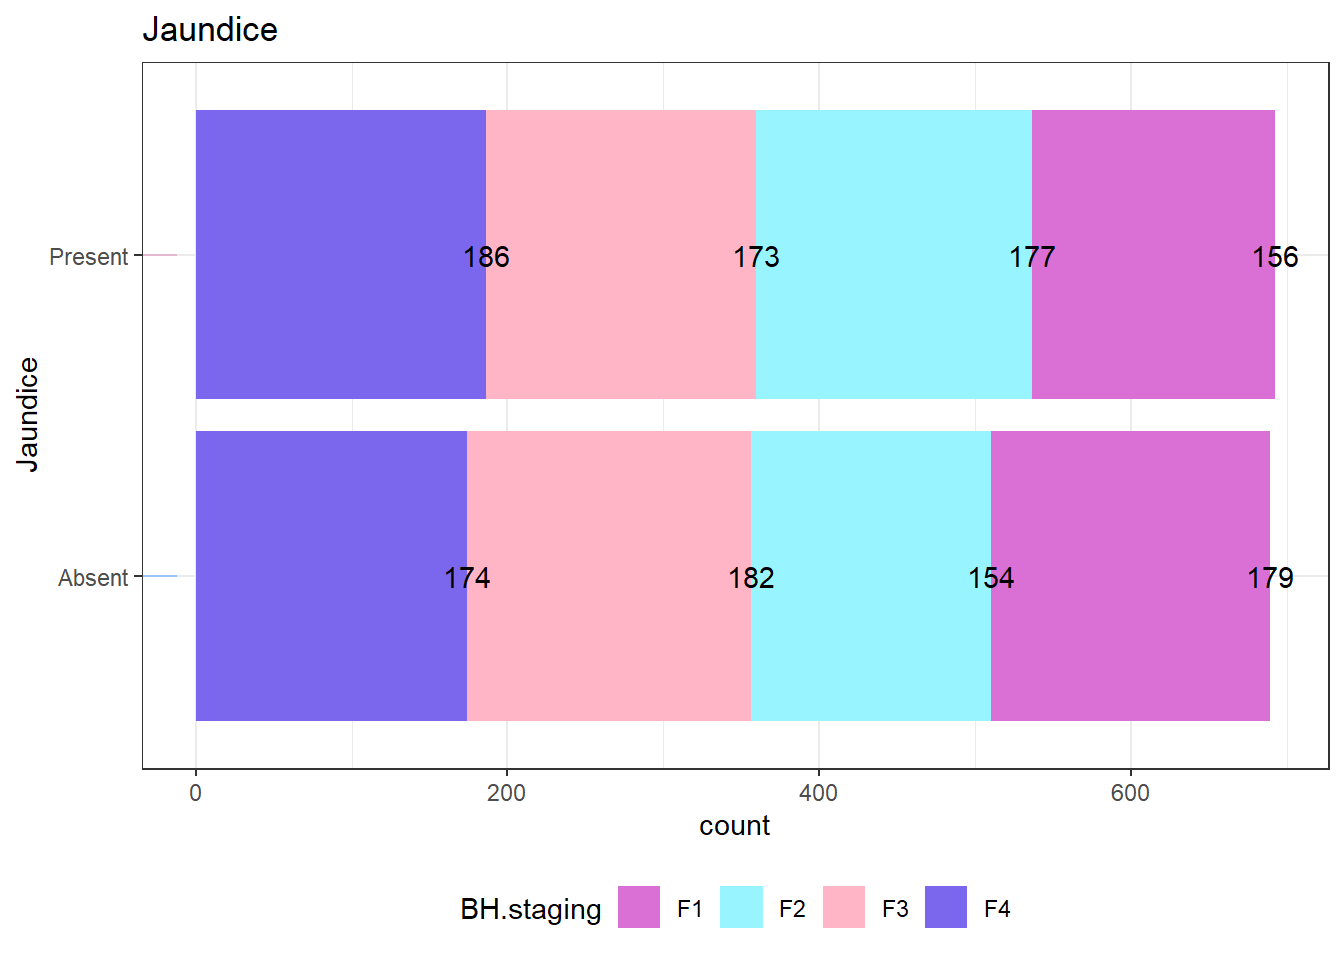 Jaundice
Jaundice
Present
186 173 177 156
Absent
174 182 154 179
0 200 400 600
count
BH.staging F1 F2 F3 F4